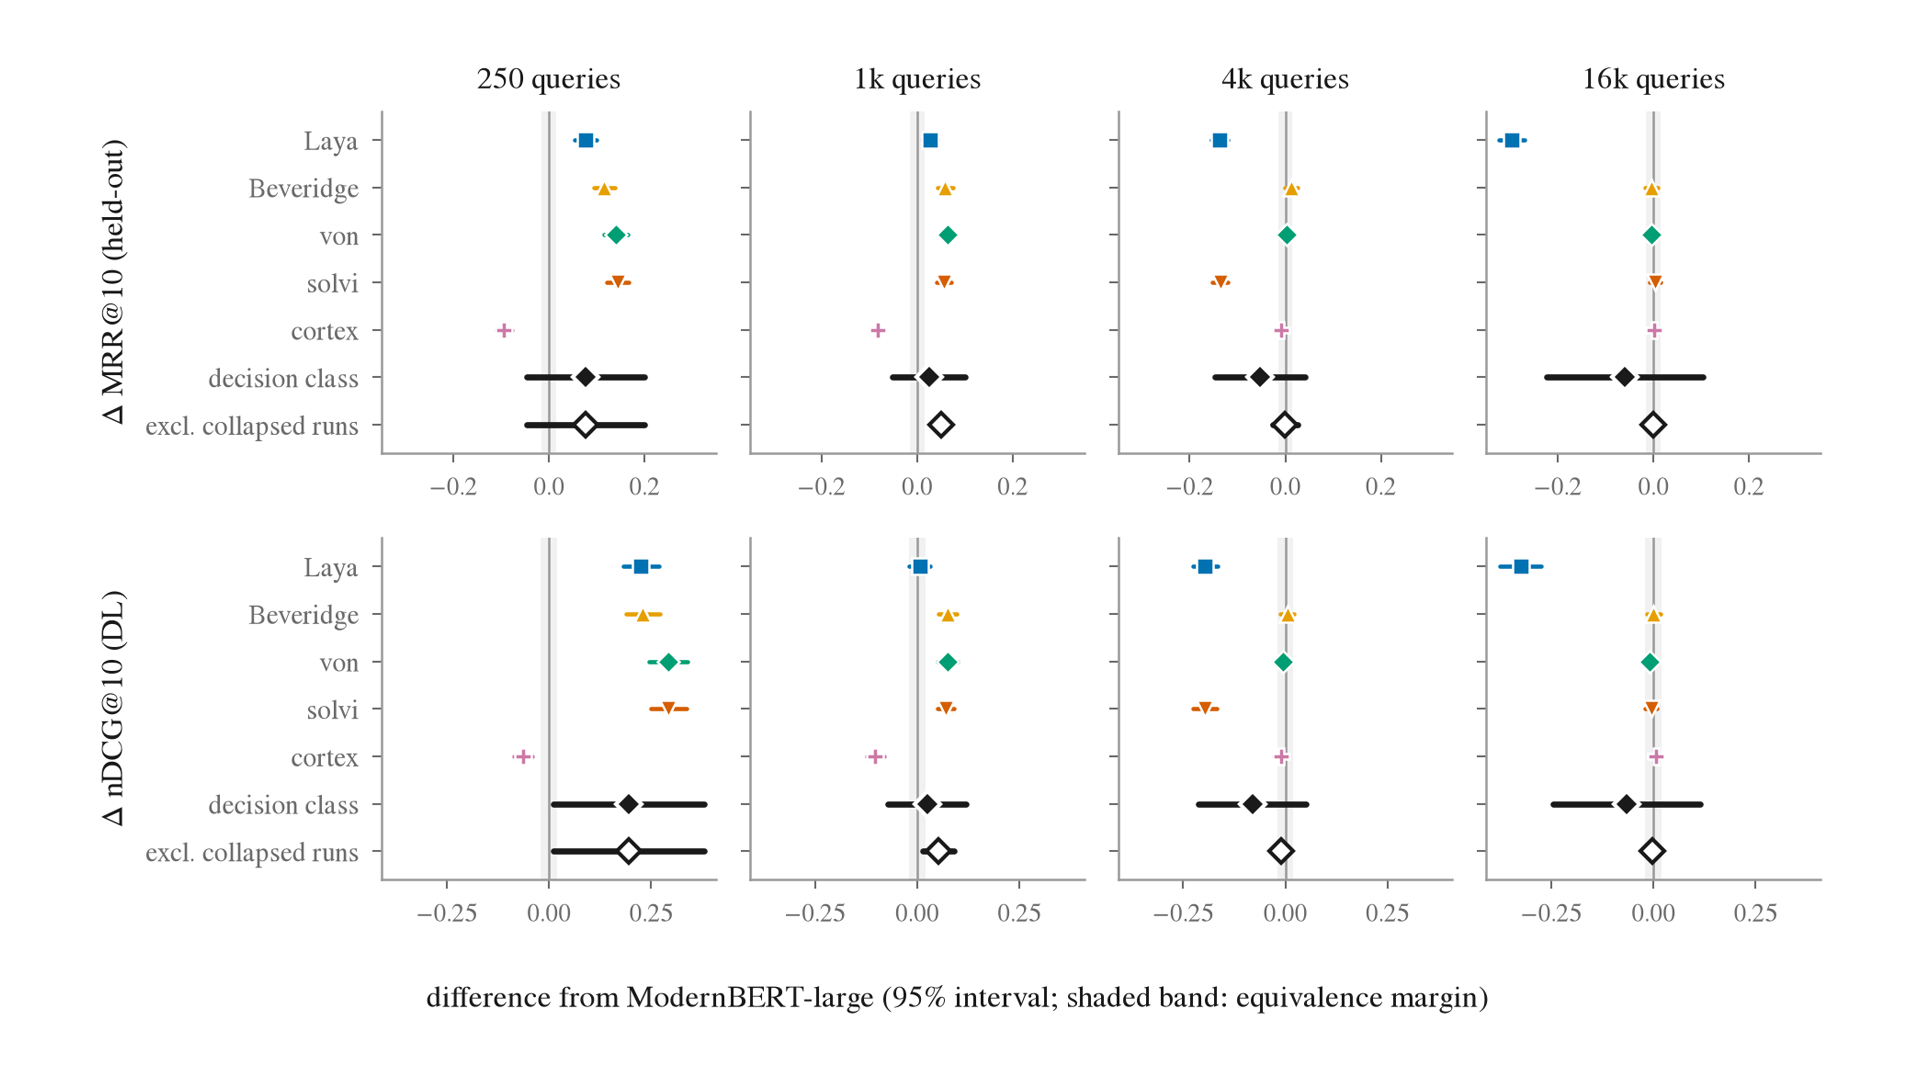 250 queries
1k queries
4k queries
16k queries
Δ MRR@10 (held-out)
Laya
Beveridge
von
solvi
cortex
decision class
excl. collapsed runs
−0.2 0.0 0.2
−0.2 0.0 0.2
−0.2 0.0 0.2
−0.2 0.0 0.2
Δ nDCG@10 (DL)
Laya
Beveridge
von
solvi
cortex
decision class
excl. collapsed runs
−0.25 0.00 0.25
−0.25 0.00 0.25
−0.25 0.00 0.25
−0.25 0.00 0.25
difference from ModernBERT-large (95% interval; shaded band: equivalence margin)